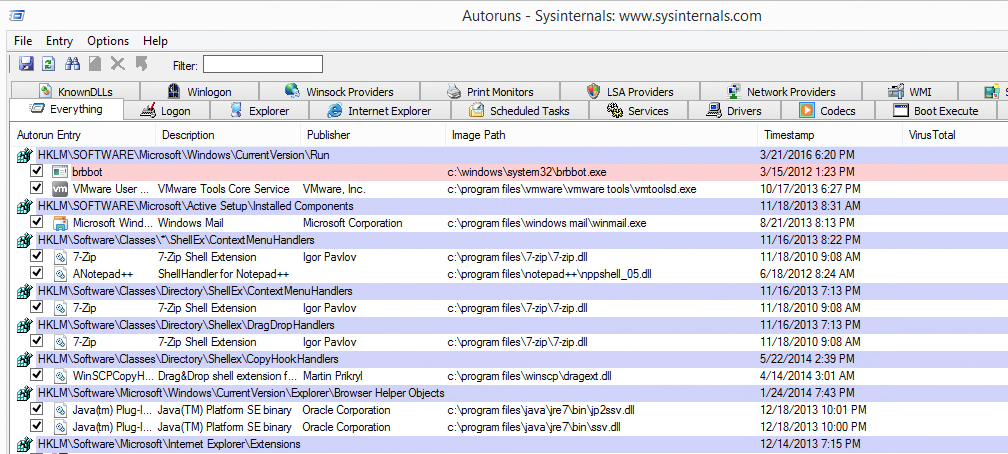 Autoruns - Sysinternals: www.sysinternals.com
File Entry Options Help
Filter:
KnownDLLs Winlogon Winsock Providers Print Monitors LSA Providers Network Providers WMI
Everything Logon Explorer Internet Explorer Scheduled Tasks Services Drivers Codecs Boot Execute
Autorun Entry Description Publisher Image Path Timestamp VirusTotal
HKLM\SOFTWARE\Microsoft\Windows\CurrentVersion\Run 3/21/2016 6:20 PM
brbbot c:\windows\system32\brbbot.exe 3/15/2012 1:23 PM
vm VMware User ... VMware Tools Core Service VMware, Inc. c:\program files\vmware\vmware tools\vmtoolsd.exe 10/17/2013 6:27 PM
HKLM\SOFTWARE\Microsoft\Active Setup\Installed Components 11/18/2013 8:31 AM
Microsoft Wind... Windows Mail Microsoft Corporation c:\program files\windows mail\winmail.exe 8/21/2013 8:13 PM
HKLM\Software\Classes\*\ShellEx\ContextMenuHandlers 11/16/2013 8:22 PM
7-Zip 7-Zip Shell Extension Igor Pavlov c:\program files\7-zip\7-zip.dll 11/18/2010 9:08 AM
ANotepad++ ShellHandler for Notepad++ c:\program files\notepad++\nppshell_05.dll 6/18/2012 8:24 AM
HKLM\Software\Classes\Directory\ShellEx\ContextMenuHandlers 11/16/2013 7:13 PM
7-Zip 7-Zip Shell Extension Igor Pavlov c:\program files\7-zip\7-zip.dll 11/18/2010 9:08 AM
HKLM\Software\Classes\Directory\Shellex\DragDropHandlers 11/16/2013 7:13 PM
7-Zip 7-Zip Shell Extension Igor Pavlov c:\program files\7-zip\7-zip.dll 11/18/2010 9:08 AM
HKLM\Software\Classes\Directory\Shellex\CopyHookHandlers 5/22/2014 2:39 PM
WinSCPCopyH... Drag&Drop shell extension f... Martin Prikryl c:\program files\winscp\dragext.dll 4/14/2014 3:01 AM
HKLM\Software\Microsoft\Windows\CurrentVersion\Explorer\Browser Helper Objects 1/24/2014 7:43 PM
Java(tm) Plug-I... Java(TM) Platform SE binary Oracle Corporation c:\program files\java\jre7\bin\jp2ssv.dll 12/18/2013 10:01 PM
Java(tm) Plug-I... Java(TM) Platform SE binary Oracle Corporation c:\program files\java\jre7\bin\ssv.dll 12/18/2013 10:00 PM
HKLM\Software\Microsoft\Internet Explorer\Extensions 12/14/2013 7:15 PM